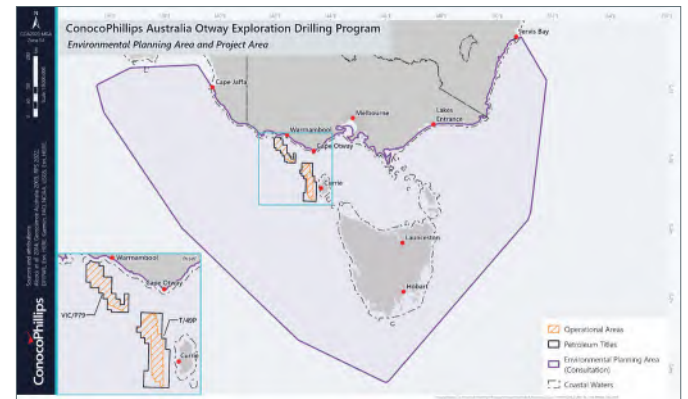 ConocoPhillips Australia Otway Exploration Drilling Program
Environmental Planning Area and Project Area
N
Jervis Bay
Cape Jaffa
Melbourne
Lakes
Entrance
Warrnambool
Cape Otway
Currie
Launceston
Hobart
Warrnambool
Cape Otway
VIC/P79
T/49P
Currie
Operational Areas
Petroleum Titles
Environmental Planning Area
(Consultation)
Coastal Waters
ConocoPhillips